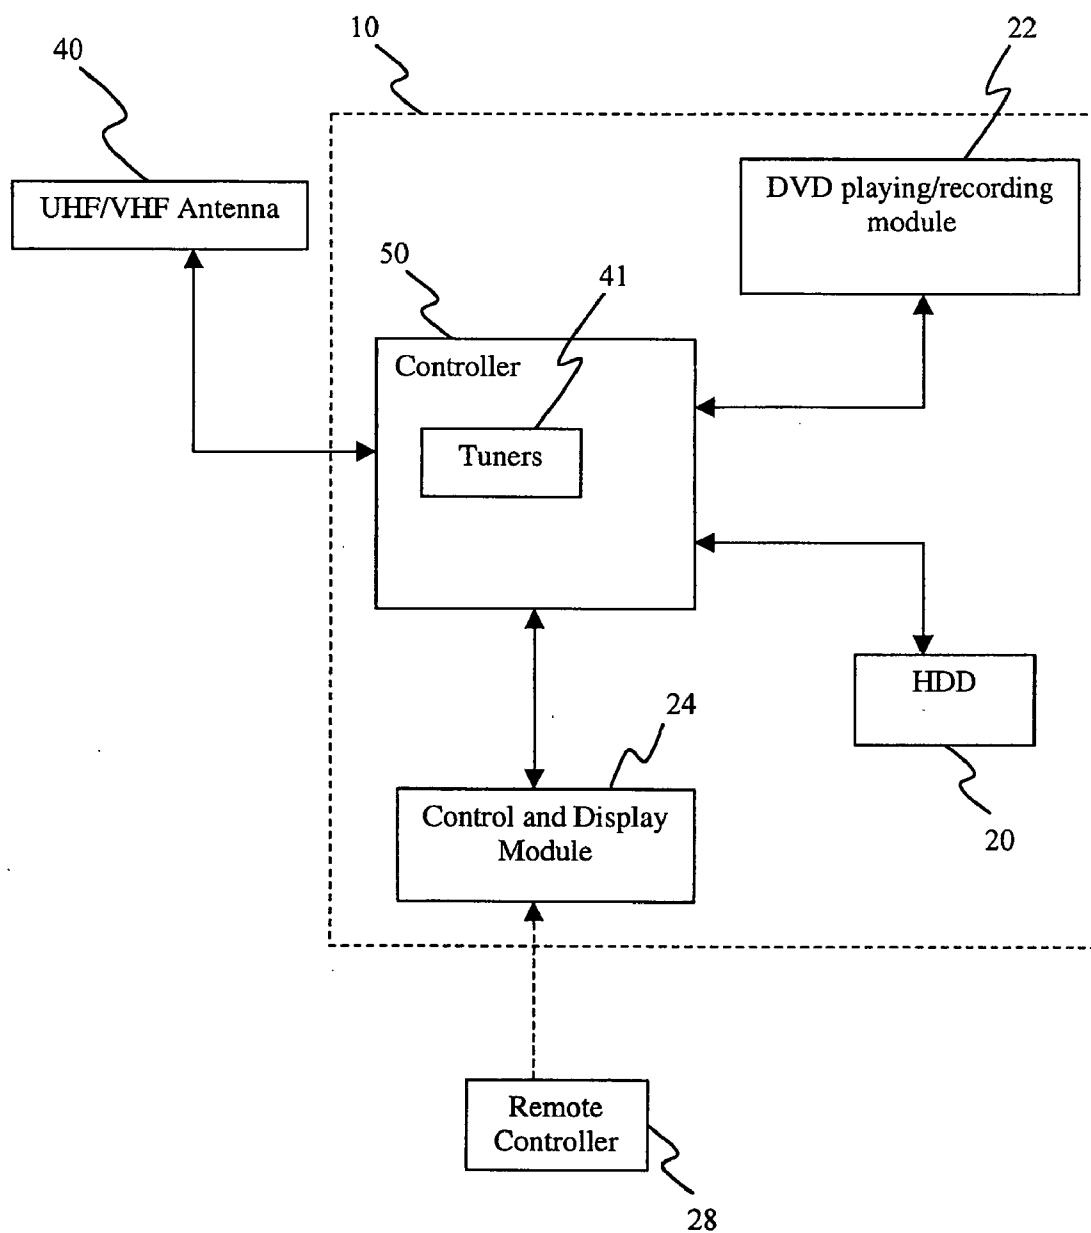 10
22
40
UHF/VHF Antenna
DVD playing/recording
module
50
41
Controller
Tuners
HDD
24
Control and Display
Module
20
Remote
Controller
28